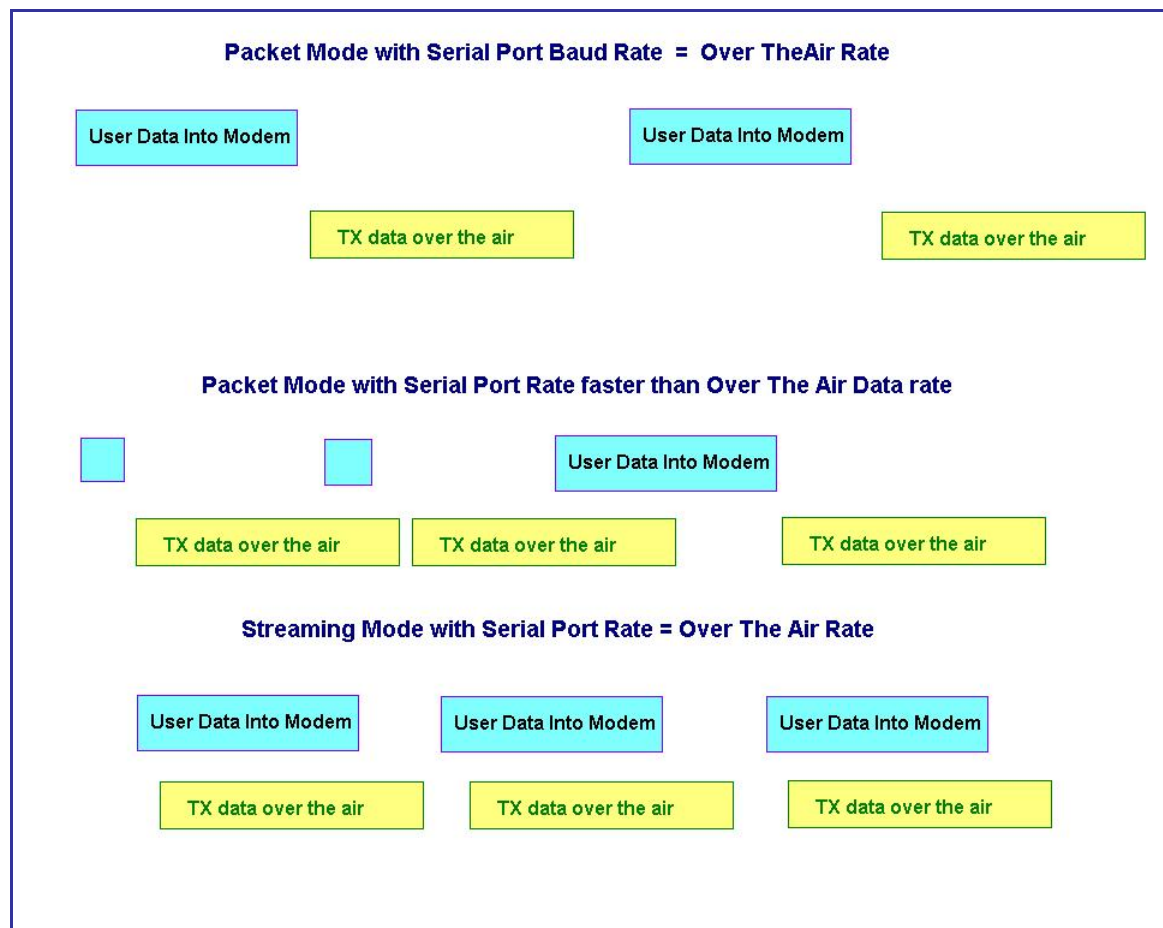 Packet Mode with Serial Port Baud Rate = Over TheAir Rate
User Data Into Modem
User Data Into Modem
TX data over the air
TX data over the air
Packet Mode with Serial Port Rate faster than Over The Air Data rate
User Data Into Modem
TX data over the air
TX data over the air
TX data over the air
Streaming Mode with Serial Port Rate = Over The Air Rate
User Data Into Modem
User Data Into Modem
User Data Into Modem
TX data over the air
TX data over the air
TX data over the air